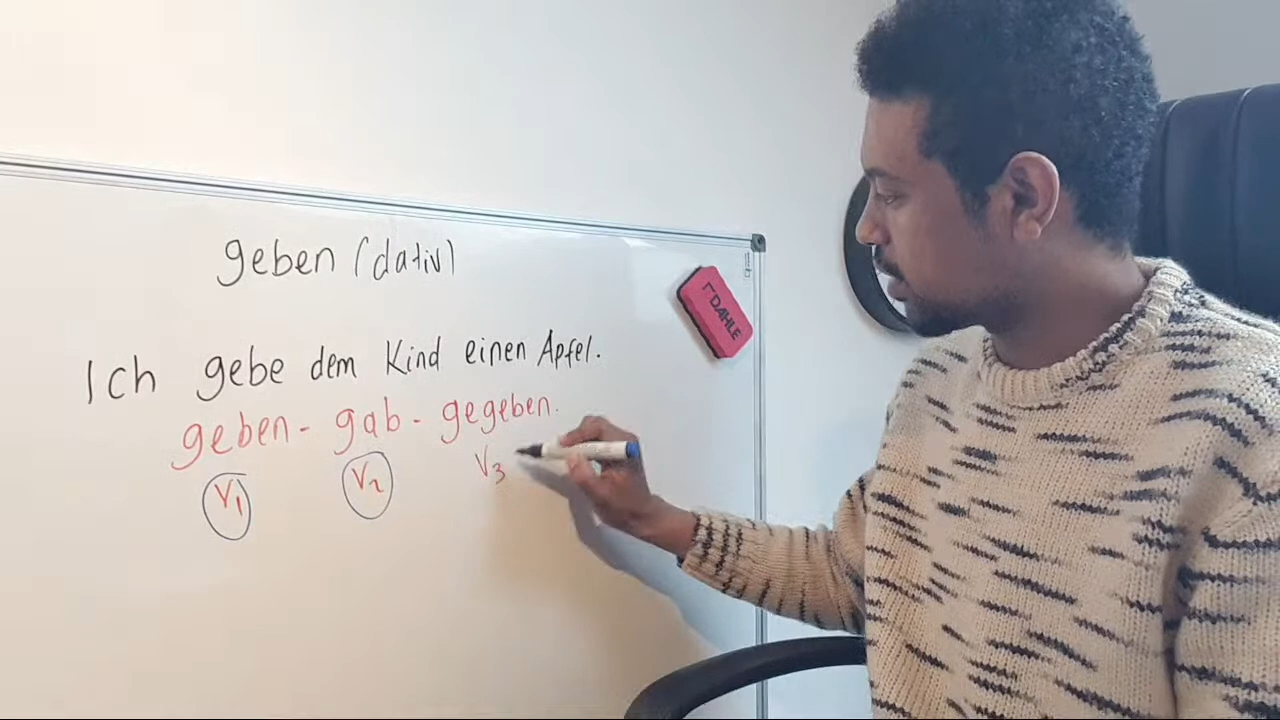 geben (dativ)
Ich gebe dem Kind einen Apfel.
geben - gab - gegeben.
V1 V2 V3
DAHLE